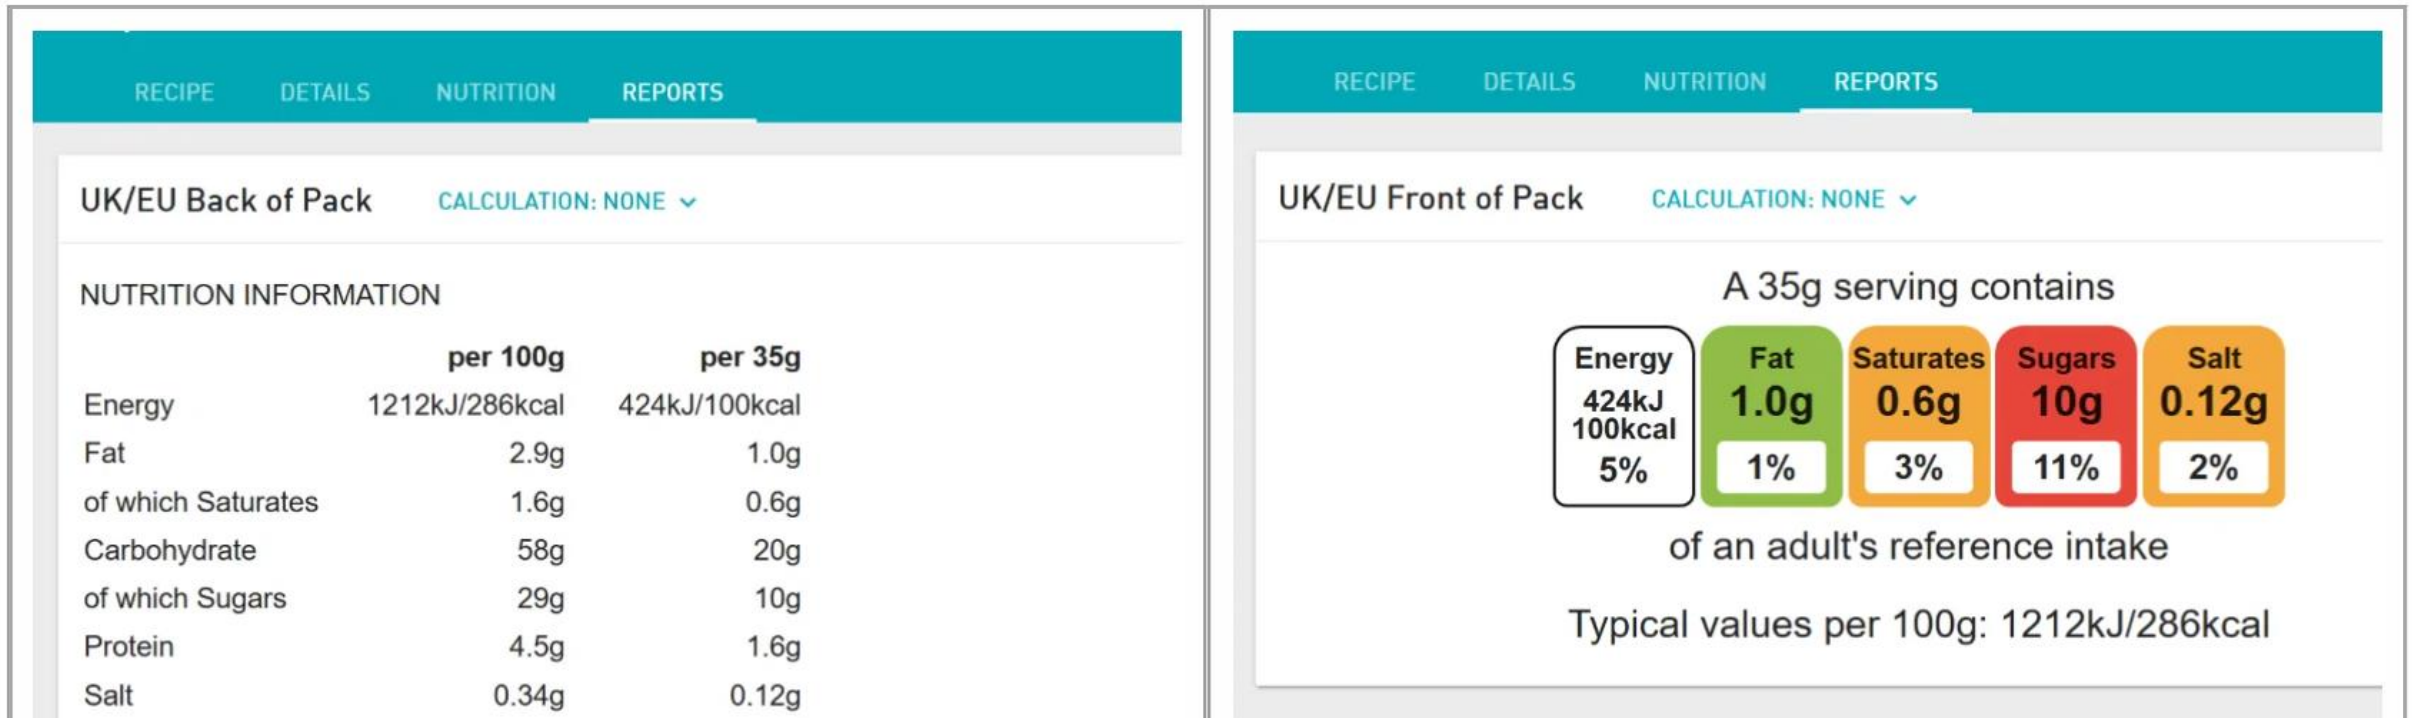 RECIPE DETAILS NUTRITION REPORTS
UK/EU Back of Pack CALCULATION: NONE
NUTRITION INFORMATION
per 100g per 35g
Energy 1212kJ/286kcal 424kJ/100kcal
Fat 2.9g 1.0g
of which Saturates 1.6g 0.6g
Carbohydrate 58g 20g
of which Sugars 29g 10g
Protein 4.5g 1.6g
Salt 0.34g 0.12g
RECIPE DETAILS NUTRITION REPORTS
UK/EU Front of Pack CALCULATION: NONE
A 35g serving contains
Energy
424kJ
100kcal
5%
Fat
1.0g
1%
Saturates
0.6g
3%
Sugars
10g
11%
Salt
0.12g
2%
of an adult's reference intake
Typical values per 100g: 1212kJ/286kcal